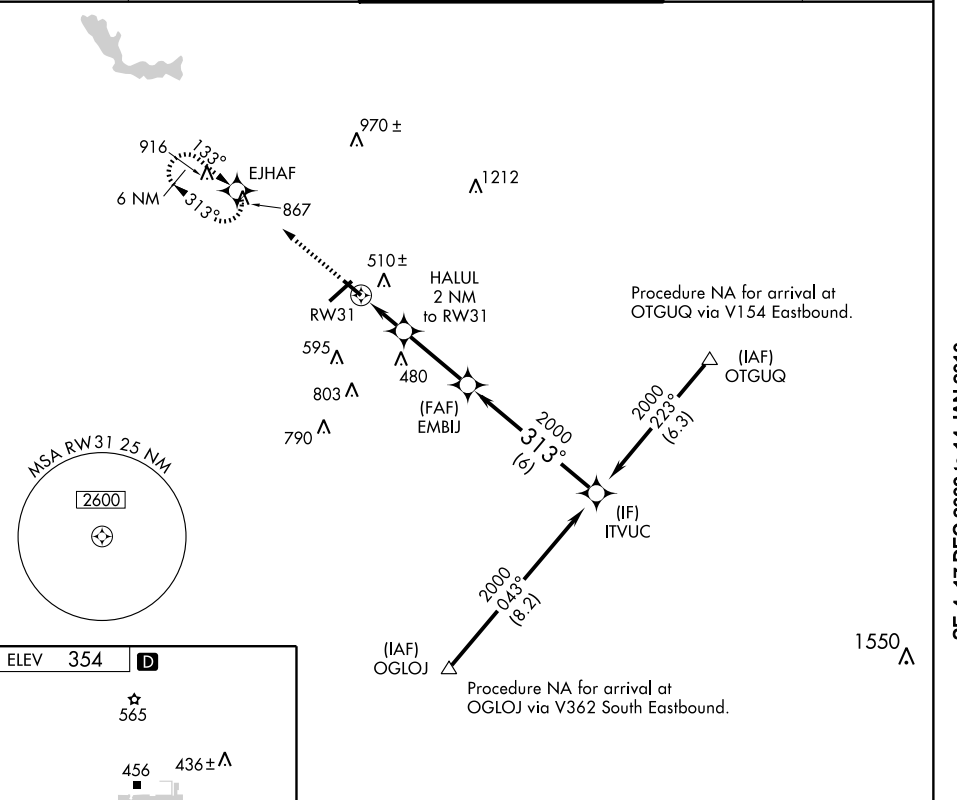 970 ±
916
133°
EJHAF
1212
6 NM
313°
867
510 ±
HALUL
2 NM
to RW31
RW31
Procedure NA for arrival at
OTGUQ via V154 Eastbound.
595
480
(IAF)
OTGUQ
803
(FAF)
EMBIJ
2000
223°
(6.3)
790
2000
313°
(6)
MSA RW31 25 NM
2600
(IF)
ITVUC
2000
043°
(8.2)
(IAF)
OGLOJ
1550
Procedure NA for arrival at
OGLOJ via V362 South Eastbound.
ELEV 354 D
565
456
436 ±